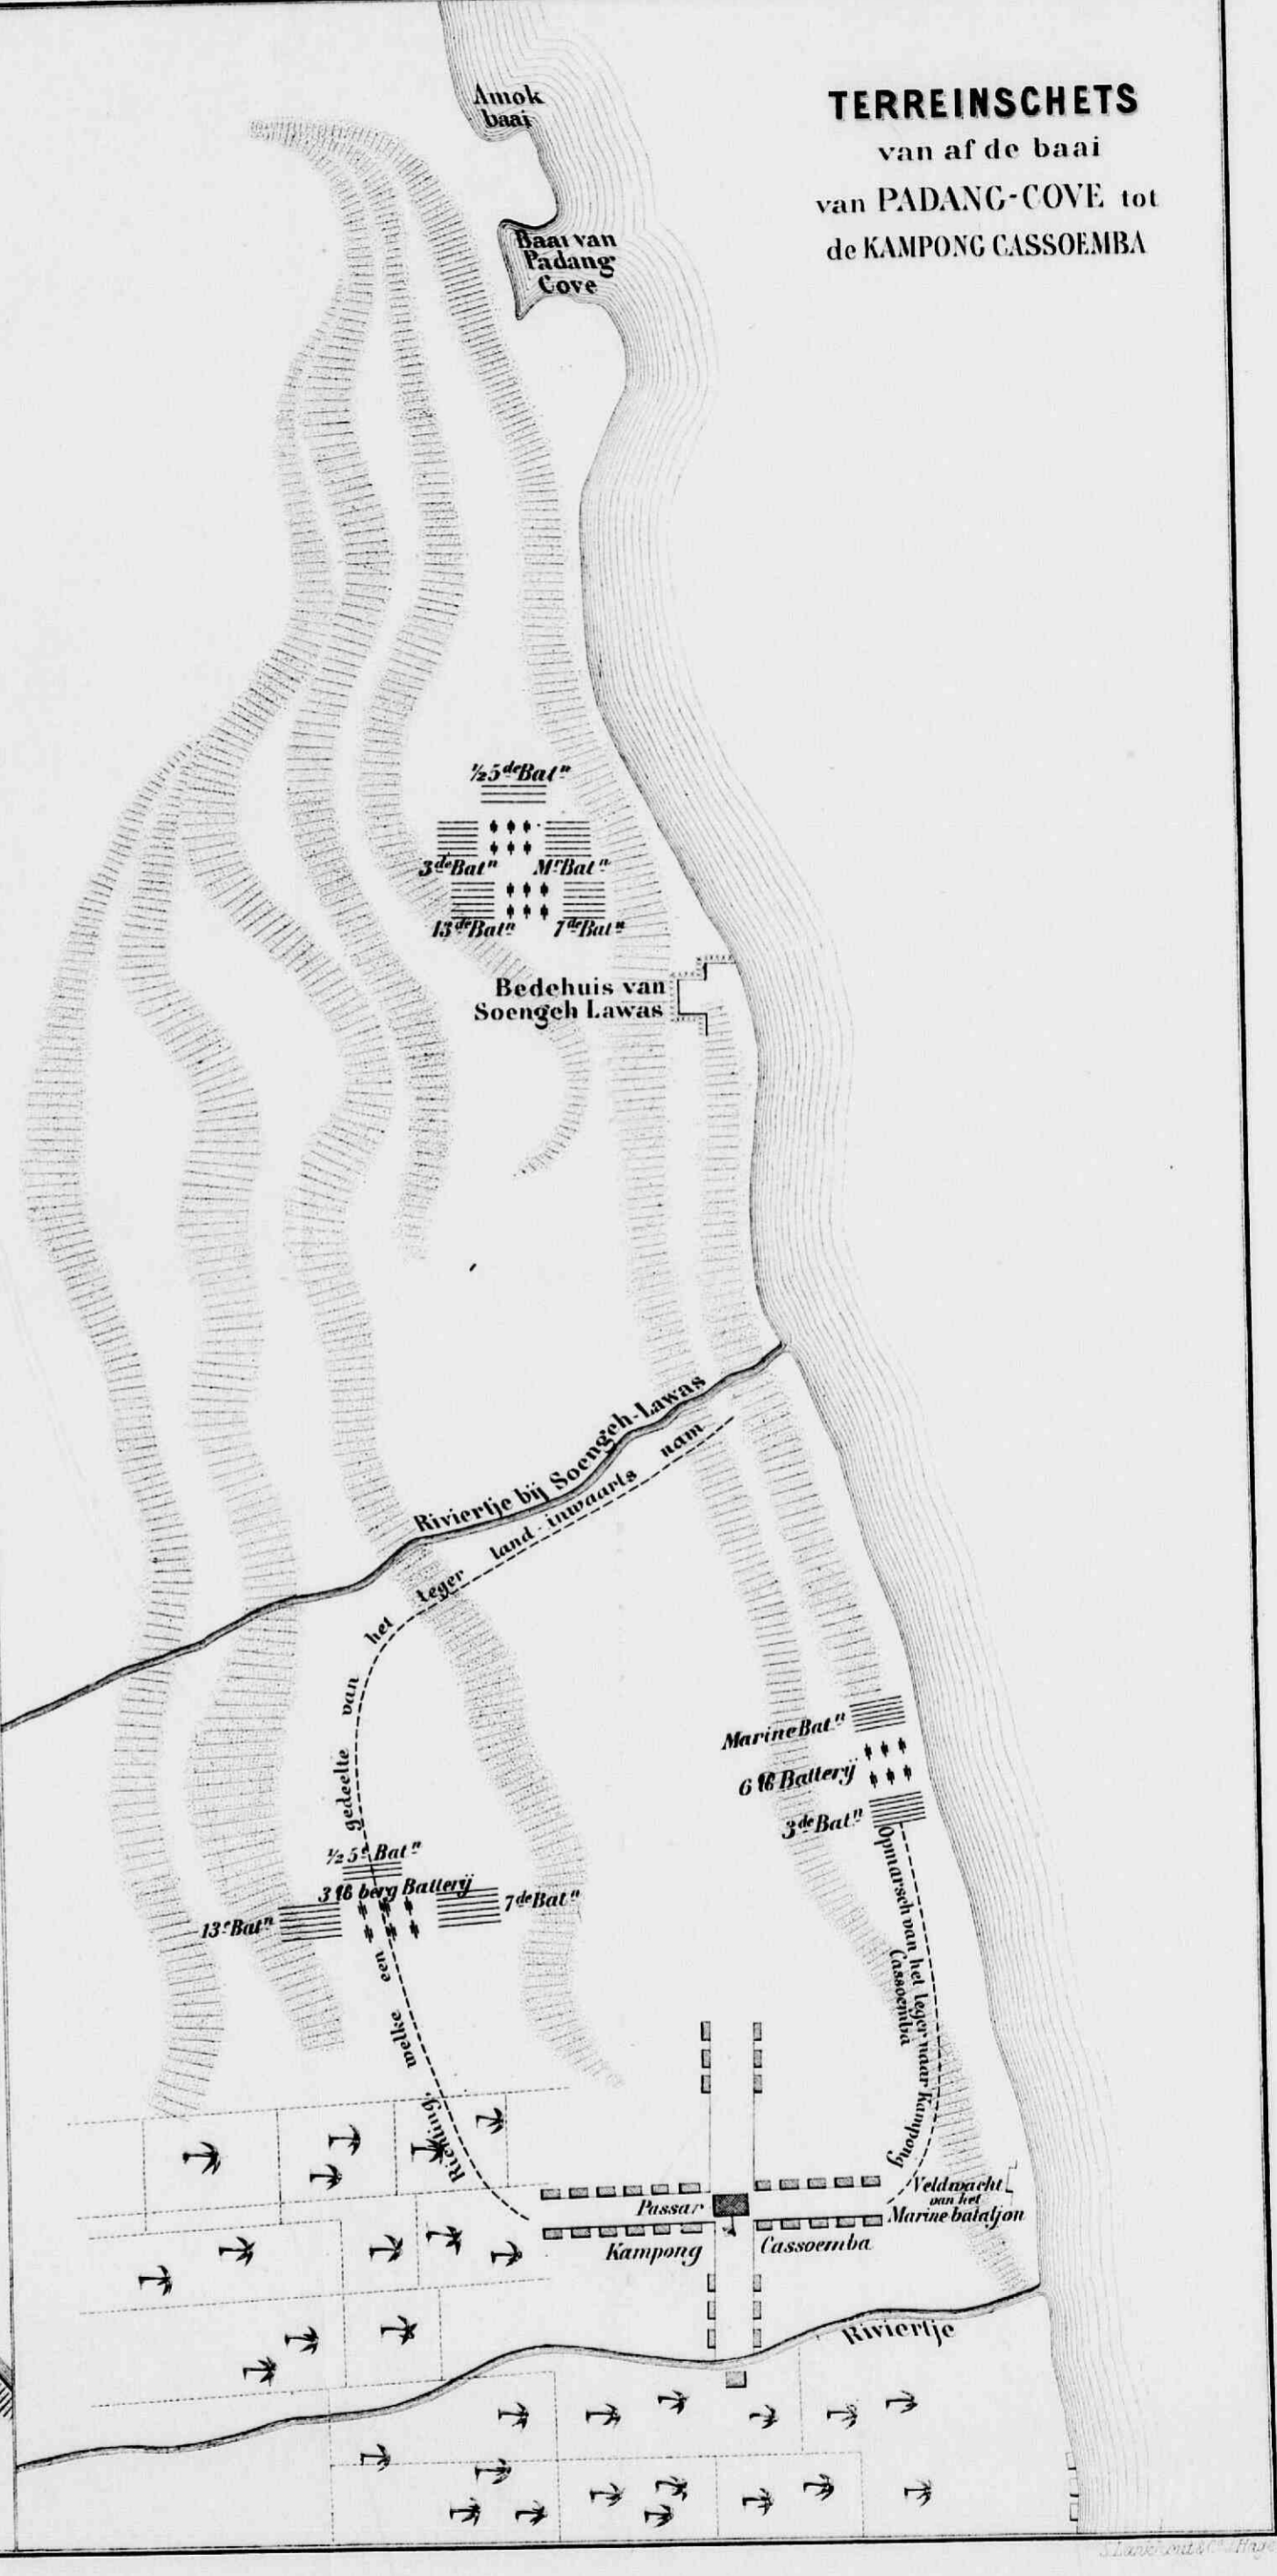 TERREINSCHETS
van af de baai
van PADANG-COVE tot
de KAMPONG CASSOEMBA
Amok
baai
Baai van
Padang
Cove
½ 5de Batn
3de Batn
Mr Batn
13de Batn
7de Batn
Bedehuis van
Soengeh Lawas
Riviertje bij Soengeh-Lawas
Richting, welke een gedeelte van het leger land-inwaarts nam
Marine Batn
6 ℔ Batterij
3de Batn
Opmarsch van het leger naar Kampong
Cassoemba
½ 5e Batn
3 ℔ berg Batterij
7de Batn
13e Batn
Veldwacht
van het
Marine bataljon
Passar
Kampong Cassoemba
Riviertje
S. Lankhout & Co. Hage